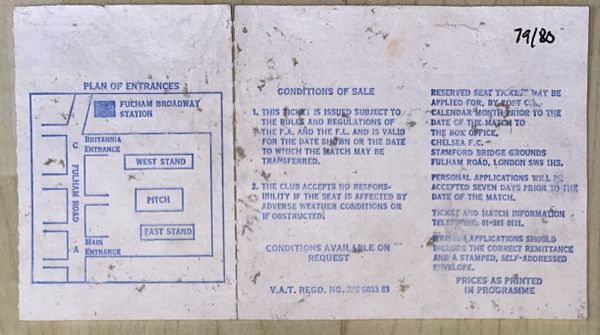 79/80
PLAN OF ENTRANCES
FULHAM BROADWAY
STATION
C
BRITANNIA
ENTRANCE
WEST STAND
FULHAM ROAD
PITCH
EAST STAND
A
MAIN
ENTRANCE
CONDITIONS OF SALE
1. THIS TICKET IS ISSUED SUBJECT TO
THE RULES AND REGULATIONS OF
THE F.A. AND THE F.L. AND IS VALID
FOR THE DATE SHOWN OR THE DATE
TO WHICH THE MATCH MAY BE
TRANSFERRED.
2. THE CLUB ACCEPTS NO RESPONS-
IBILITY IF THE SEAT IS AFFECTED BY
ADVERSE WEATHER CONDITIONS OR
IF OBSTRUCTED.
CONDITIONS AVAILABLE ON
REQUEST
V.A.T. REGD. NO. 6033 83
RESERVED SEAT TICKETS MAY BE
APPLIED FOR, BY POST
CALENDAR MONTH PRIOR TO THE
DATE OF THE MATCH TO
THE BOX OFFICE,
CHELSEA F.C.
STAMFORD BRIDGE GROUNDS
FULHAM ROAD, LONDON SW6 1HS.
PERSONAL APPLICATIONS WILL BE
ACCEPTED SEVEN DAYS PRIOR TO THE
DATE OF THE MATCH.
TICKET AND MATCH INFORMATION
TELEPHONE: 01-381 0111.
WRITTEN APPLICATIONS SHOULD
INCLUDE THE CORRECT REMITTANCE
AND A STAMPED, SELF-ADDRESSED
ENVELOPE.
PRICES AS PRINTED
IN PROGRAMME